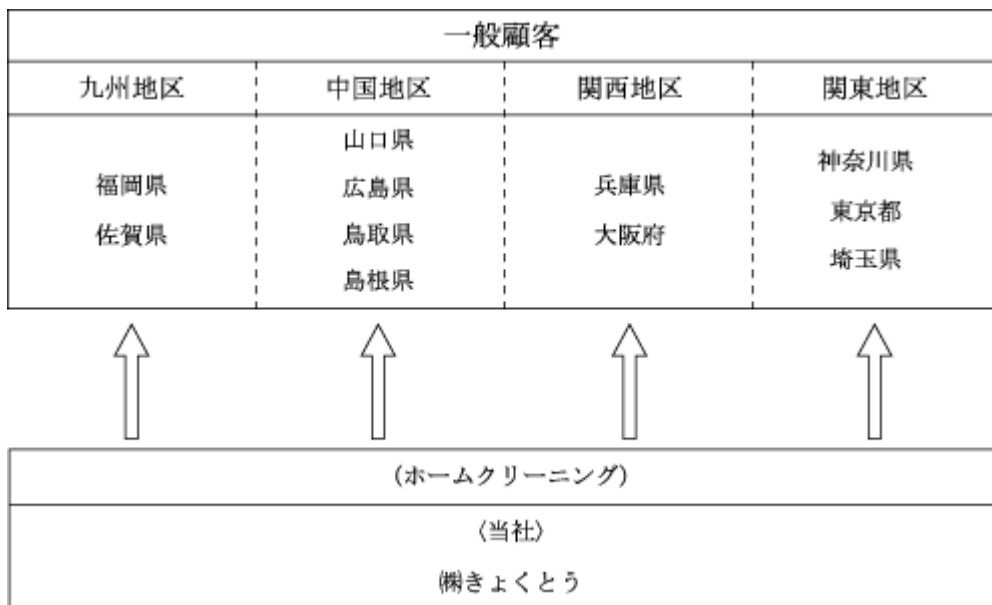 一般顧客
九州地区 中国地区 関西地区 関東地区
福岡県
佐賀県
山口県
広島県
鳥取県
島根県
兵庫県
大阪府
神奈川県
東京都
埼玉県
(ホームクリーニング)
〈当社〉
㈱きょくとう